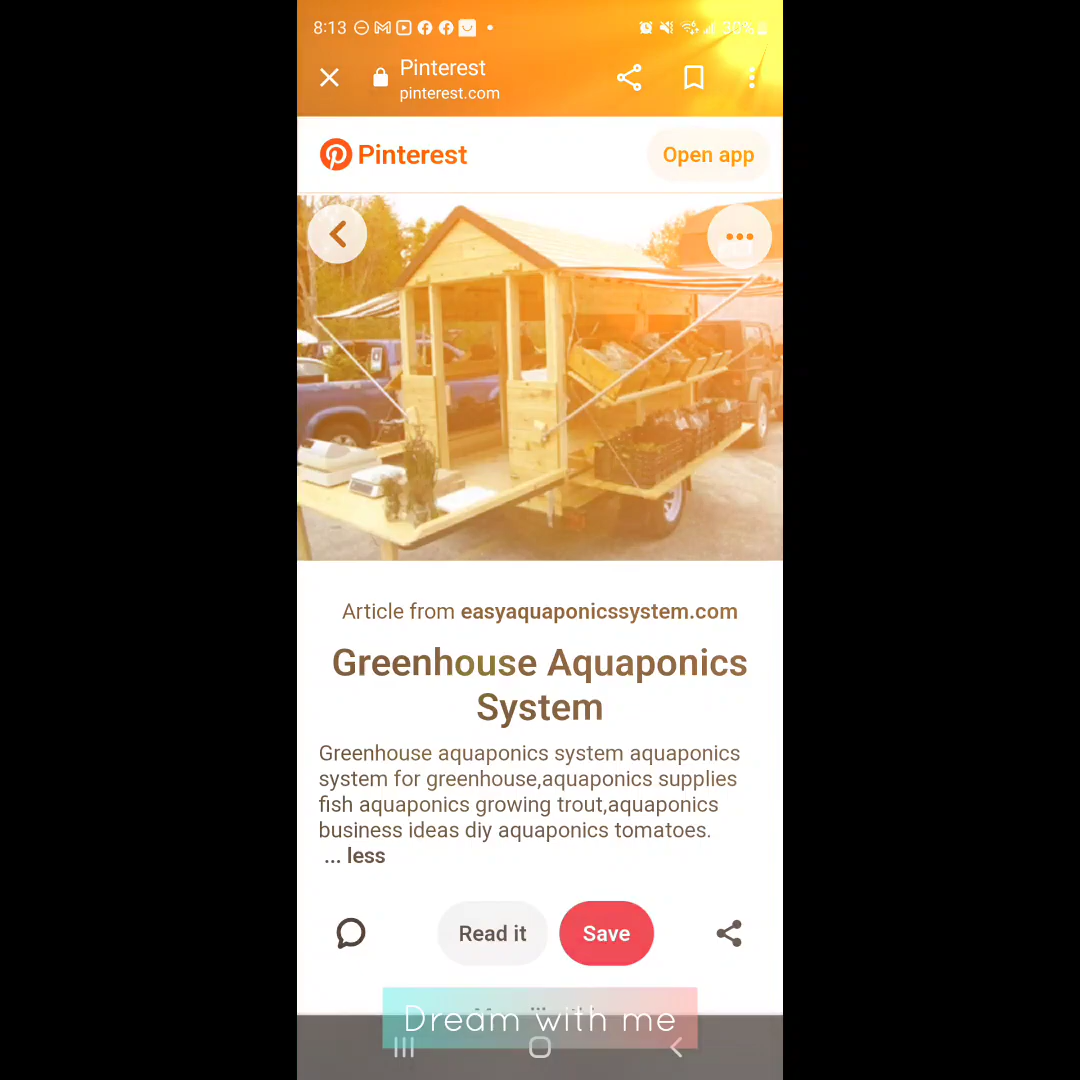 8:13
30%
Pinterest
pinterest.com
Pinterest
Open app
Article from easyaquaponicssystem.com
Greenhouse Aquaponics
System
Greenhouse aquaponics system aquaponics
system for greenhouse,aquaponics supplies
fish aquaponics growing trout,aquaponics
business ideas diy aquaponics tomatoes.
... less
Read it
Save
Dream with me